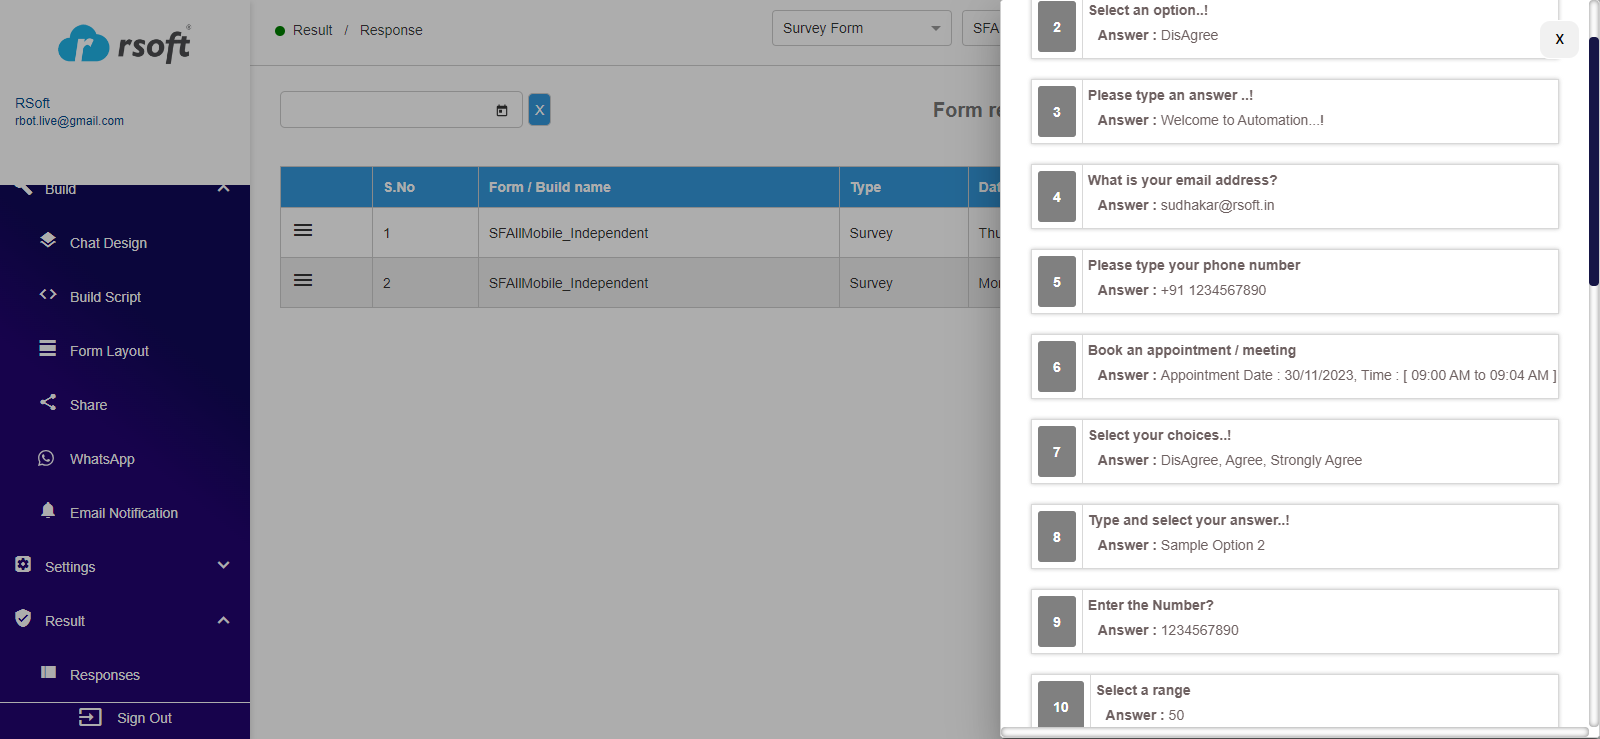 rsoft
RSoft
rbot.live@gmail.com
Build
Chat Design
Build Script
Form Layout
Share
WhatsApp
Email Notification
Settings
Result
Responses
Sign Out
Result / Response
Survey Form
SFA
X
Form re
S.No Form / Build name Type Dat
1 SFAllMobile_Independent Survey Thu
2 SFAllMobile_Independent Survey Mon
X
2 Select an option..!
Answer : DisAgree
3 Please type an answer ..!
Answer : Welcome to Automation...!
4 What is your email address?
Answer : sudhakar@rsoft.in
5 Please type your phone number
Answer : +91 1234567890
6 Book an appointment / meeting
Answer : Appointment Date : 30/11/2023, Time : [ 09:00 AM to 09:04 AM ]
7 Select your choices..!
Answer : DisAgree, Agree, Strongly Agree
8 Type and select your answer..!
Answer : Sample Option 2
9 Enter the Number?
Answer : 1234567890
10 Select a range
Answer : 50